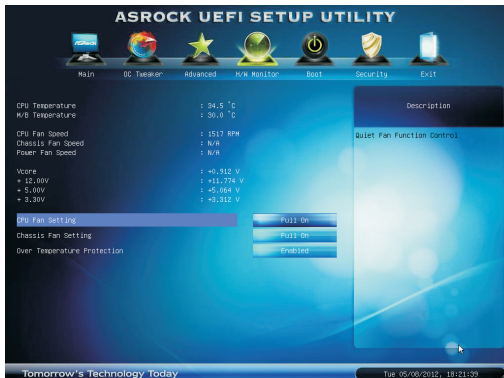 ASROCK UEFI SETUP UTILITY
ASRock
Main OC Tweaker Advanced H/W Monitor Boot Security Exit
CPU Temperature : 34.5 °C
M/B Temperature : 30.0 °C
Description
CPU Fan Speed : 1517 RPM
Quiet Fan Function Control
Chassis Fan Speed : N/A
Power Fan Speed : N/A
Vcore : +0.912 V
+ 12.00V : +11.774 V
+ 5.00V : +5.064 V
+ 3.30V : +3.312 V
CPU Fan Setting Full On
Chassis Fan Setting Full On
Over Temperature Protection Enabled
Tomorrow's Technology Today Tue 05/08/2012, 18:21:39